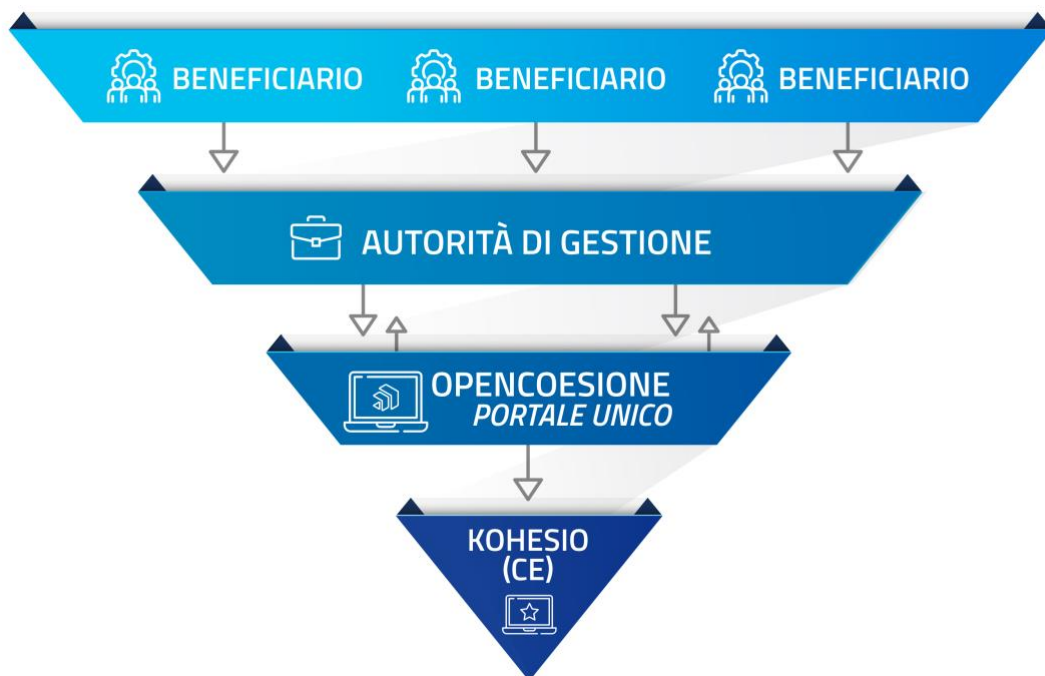 BENEFICIARIO BENEFICIARIO BENEFICIARIO
AUTORITÀ DI GESTIONE
OPENCOESIONE
PORTALE UNICO
KOHESIO
(CE)